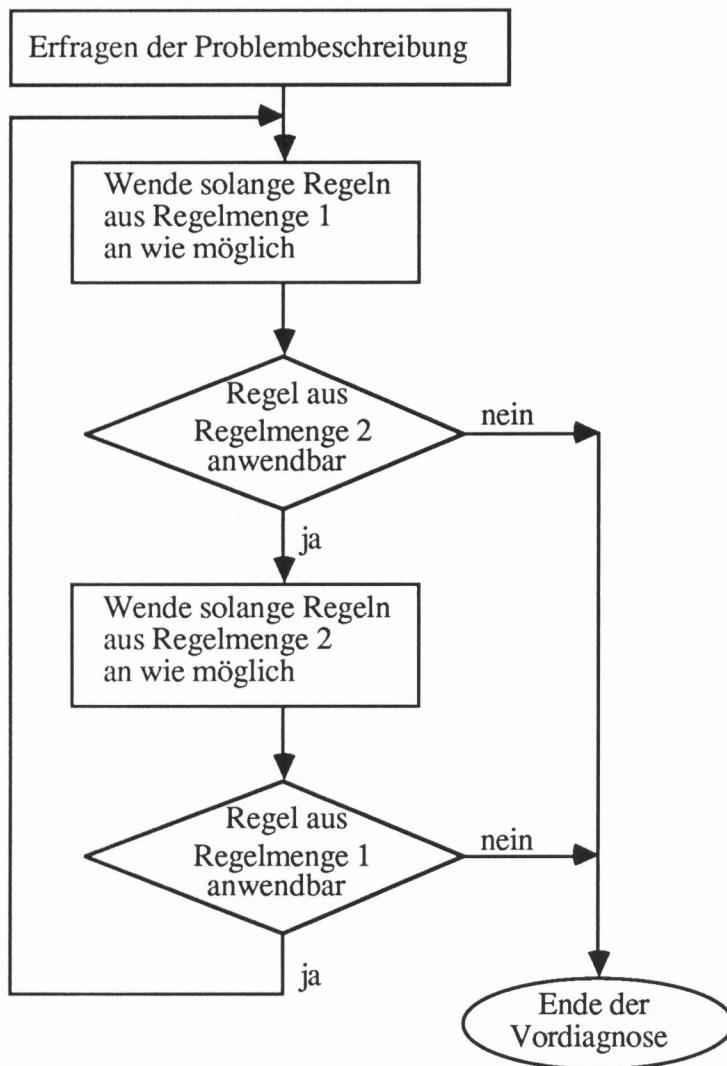 Erfragen der Problembeschreibung
Wende solange Regeln
aus Regelmenge 1
an wie möglich
Regel aus
Regelmenge 2
anwendbar
nein
ja
Wende solange Regeln
aus Regelmenge 2
an wie möglich
Regel aus
Regelmenge 1
anwendbar
nein
ja
Ende der
Vordiagnose